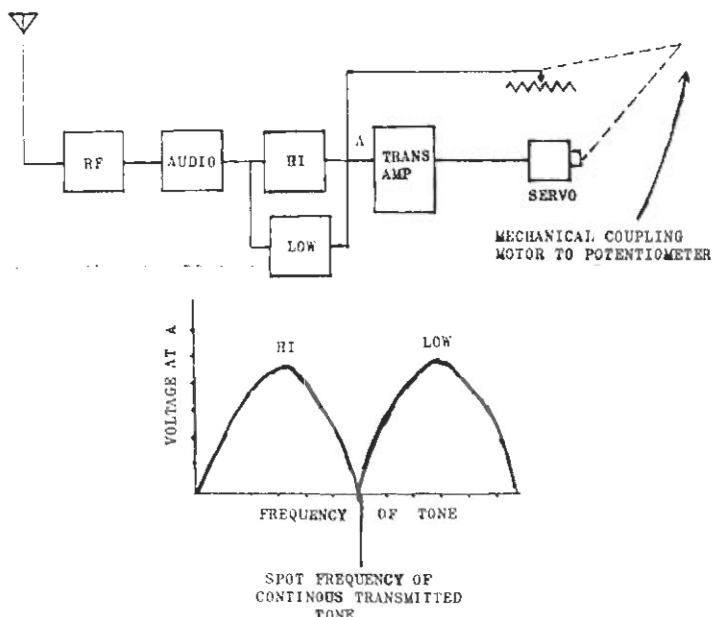 RF
AUDIO
HI
A
TRANS
AMP
SERVO
LOW
MECHANICAL COUPLING
MOTOR TO POTENTIOMETER
VOLTAGE AT A
HI
LOW
FREQUENCY OF TONE
SPOT FREQUENCY OF
CONTINOUS TRANSMITTED
TONE